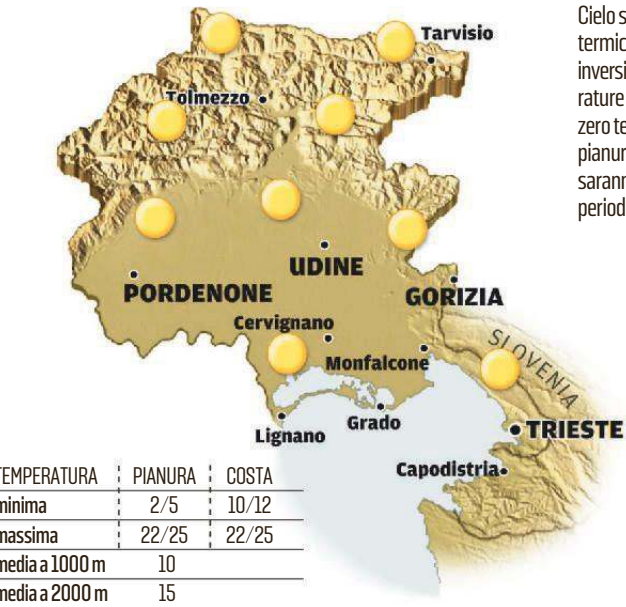 Cielo s
termic
inversi
rature
zero te
pianur
sarann
period
Tarvisio
Tolmezzo
UDINE
PORDENONE
GORIZIA
Cervignano
SLOVENIA
Monfalcone
Grado
Lignano
TRIESTE
Capodistria
TEMPERATURA PIANURA COSTA
minima 2/5 10/12
massima 22/25 22/25
media a 1000 m 10
media a 2000 m 15